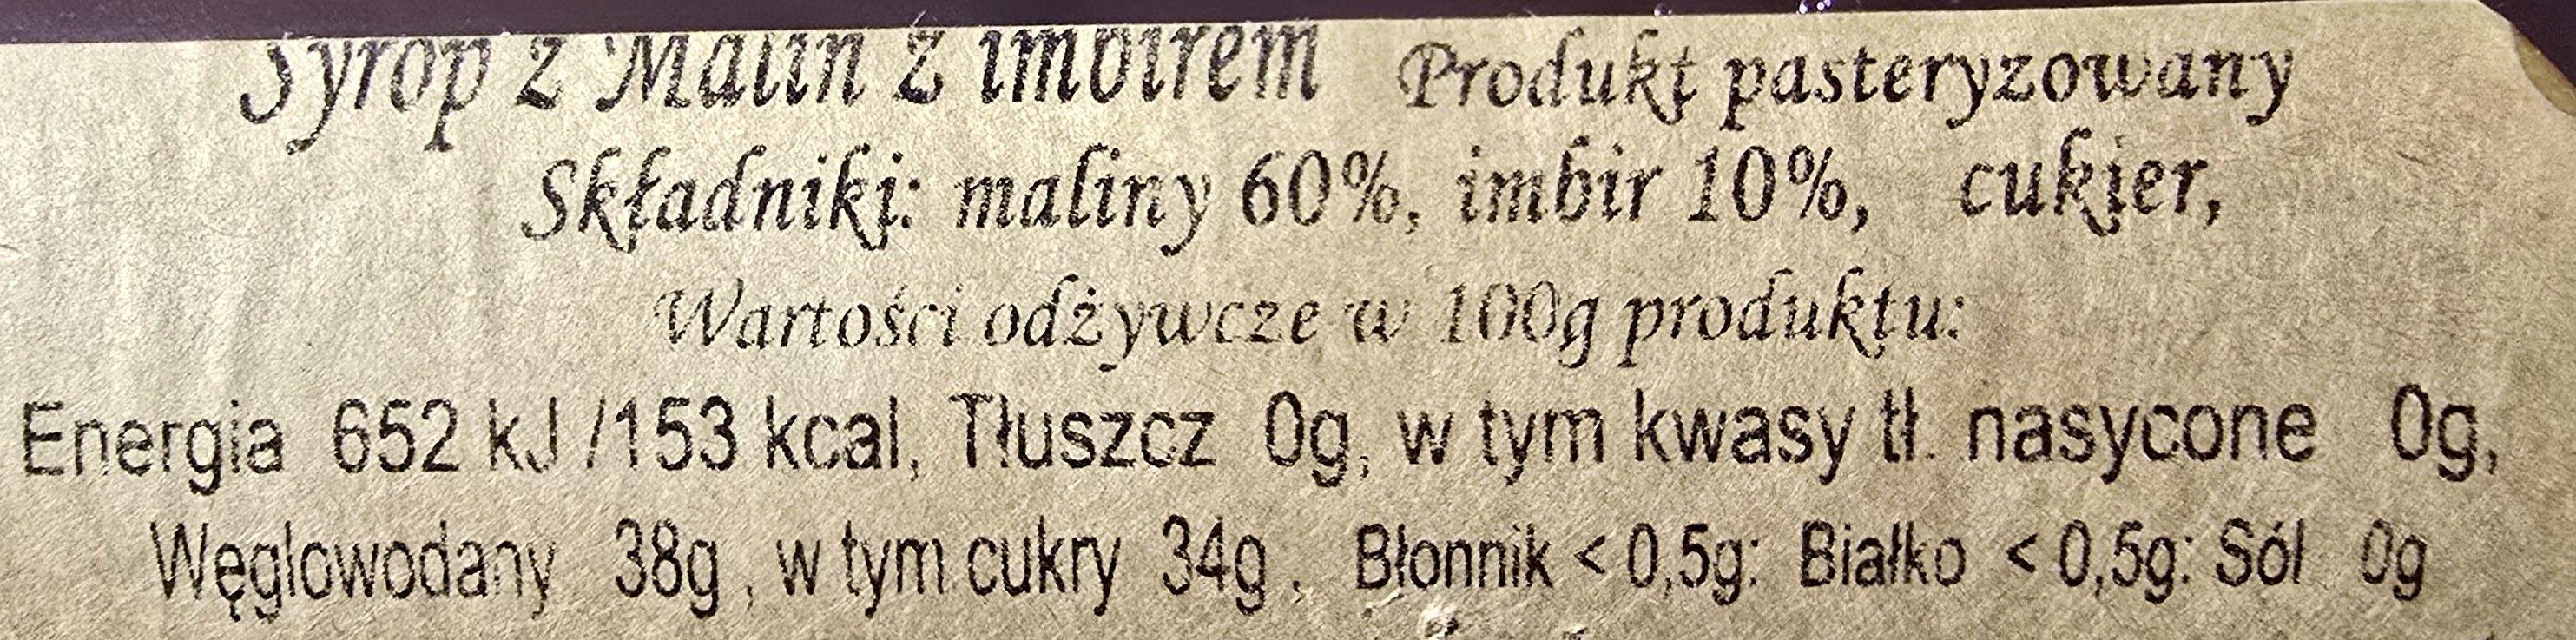 Syrop z Malin z imbirem Produkt pasteryzowany
Składniki: maliny 60%, imbir 10%, cukier,
Wartości odżywcze w 100g produktu:
Energia 652 kJ /153 kcal, Tłuszcz 0g, w tym kwasy tł. nasycone 0g,
Węglowodany 38g , w tym cukry 34g , Błonnik < 0,5g: Białko < 0,5g: Sól 0g